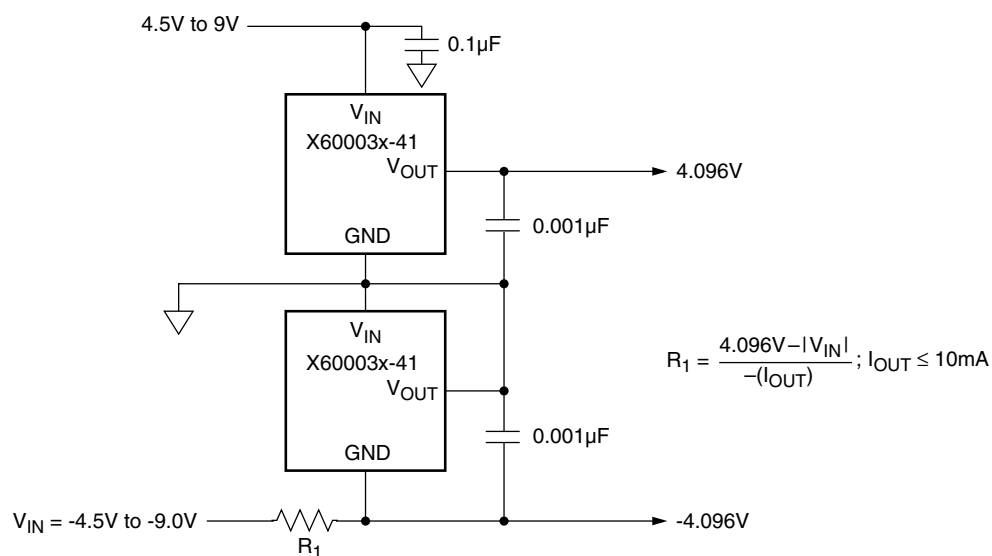 4.5V to 9V
0.1µF
VIN
X60003x-41
VOUT
4.096V
0.001µF
GND
VIN
X60003x-41
VOUT
R1 = 4.096V–|VIN| / –(IOUT) ; IOUT ≤ 10mA
0.001µF
GND
VIN = -4.5V to -9.0V
R1
-4.096V